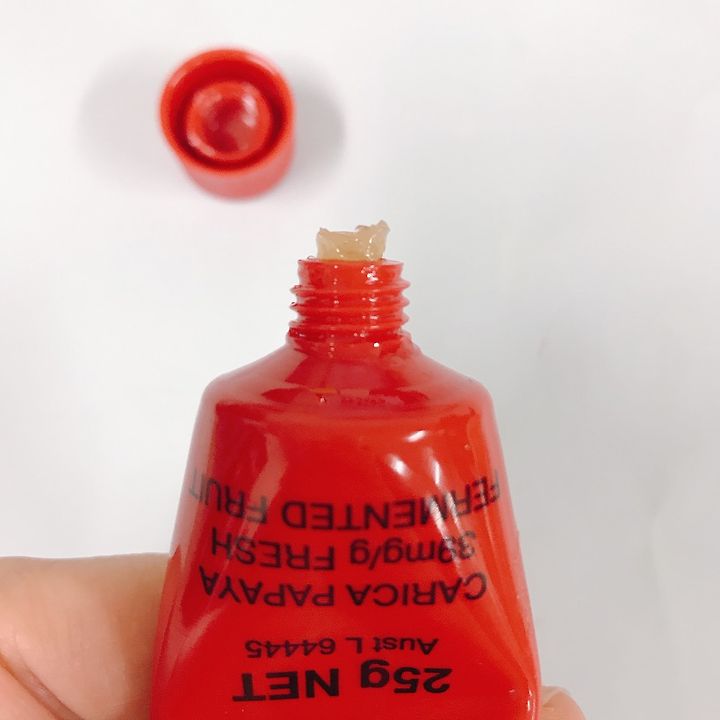 25g NET
Aust L 64445
CARICA PAPAYA
39mg/g FRESH
FERMENTED FRUIT